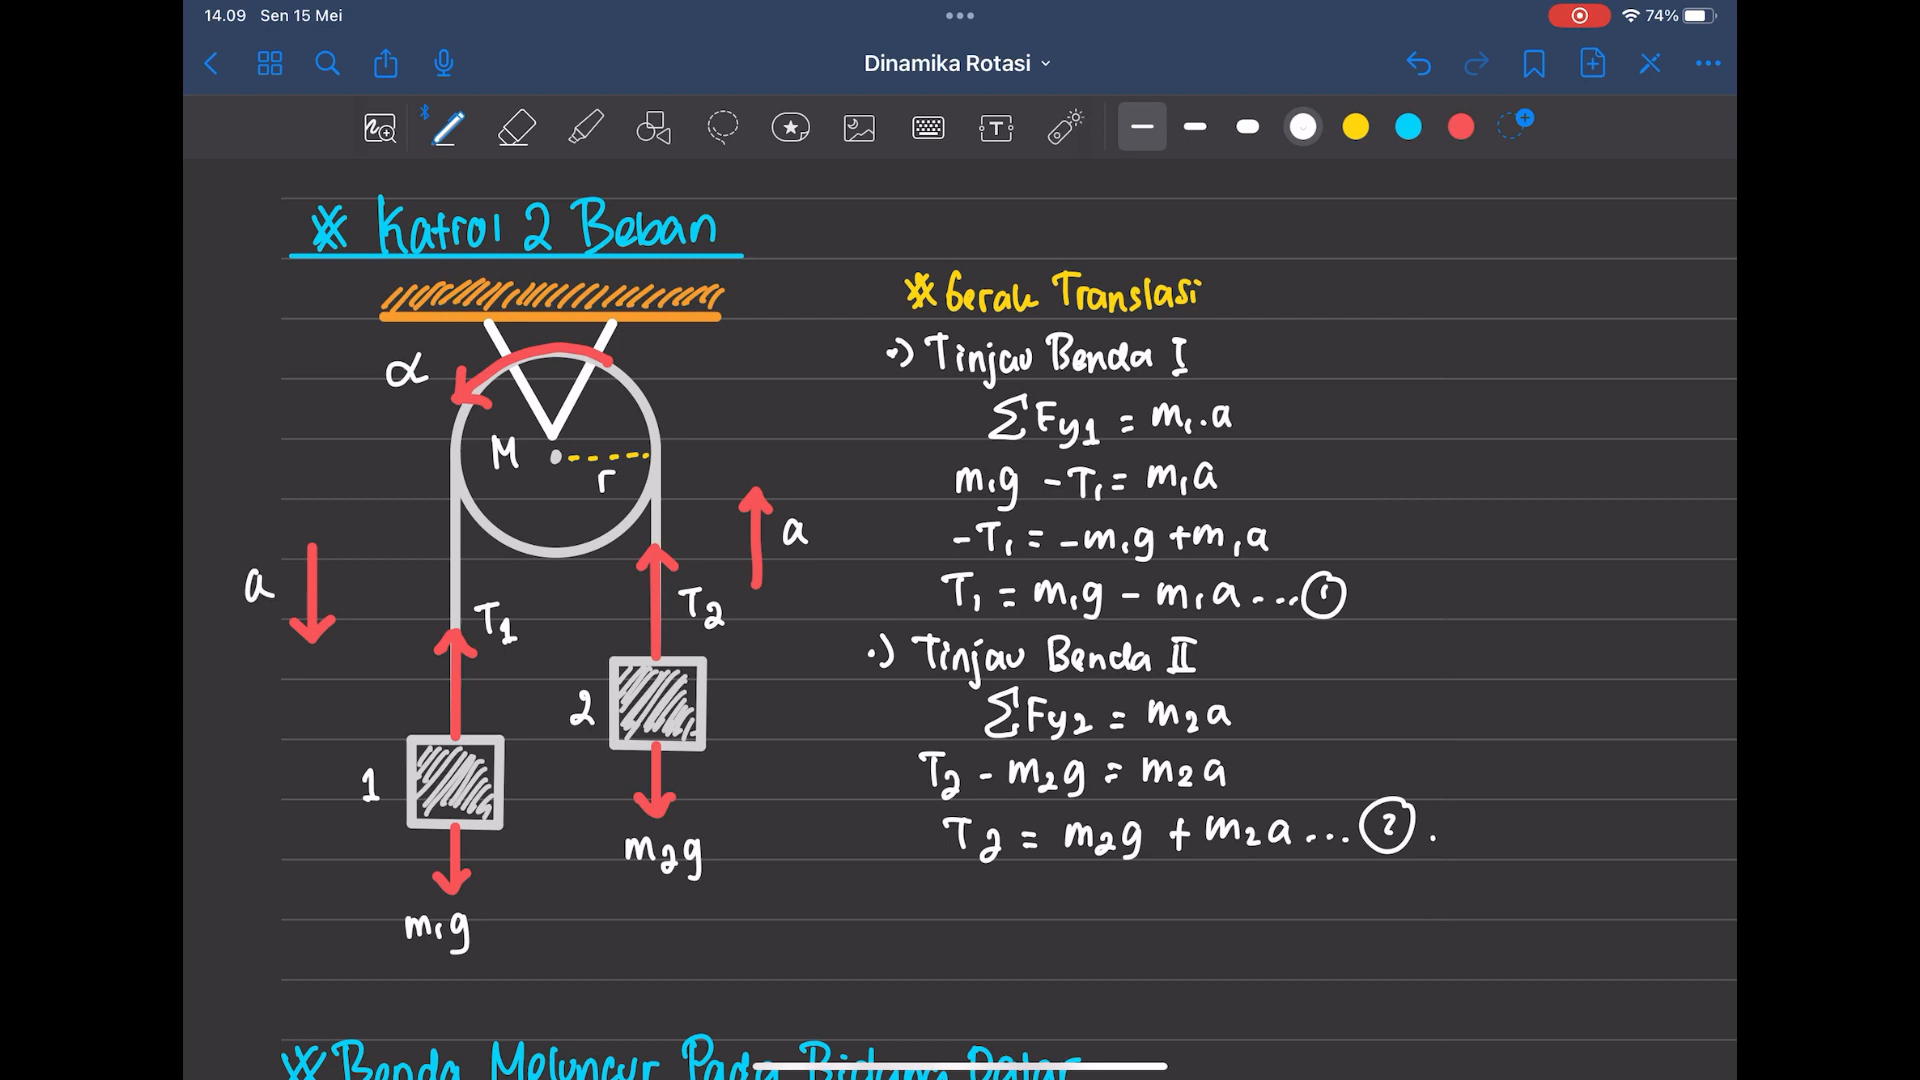 14.09 Sen 15 Mei
74%
Dinamika Rotasi
T
* Katrol 2 Beban
* Gerak Translasi
α
M
r
a
a
T₁
T₂
1
2
m₁g
m₂g
•) Tinjau Benda I
ΣFy1 = m₁.a
m₁g - T₁ = m₁a
-T₁ = -m₁g + m₁a
T₁ = m₁g - m₁a ... ①
•) Tinjau Benda II
ΣFy2 = m₂a
T₂ - m₂g = m₂a
T₂ = m₂g + m₂a ... ② .
* Benda Meluncur Pada Bidang Datar